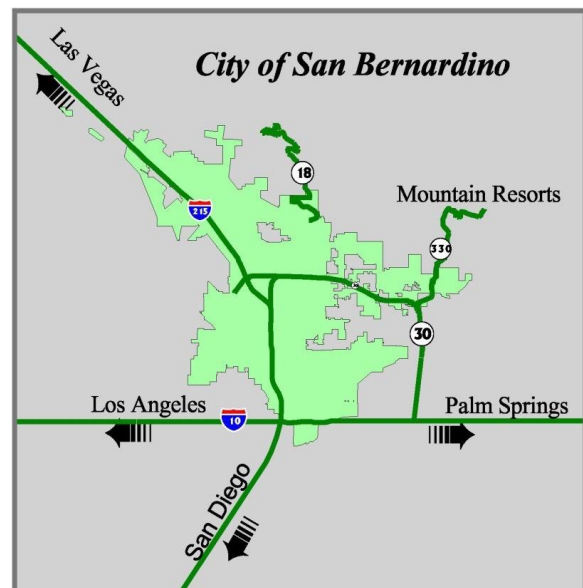 City of San Bernardino
Las Vegas
18
Mountain Resorts
215
330
30
Los Angeles
10
Palm Springs
San Diego